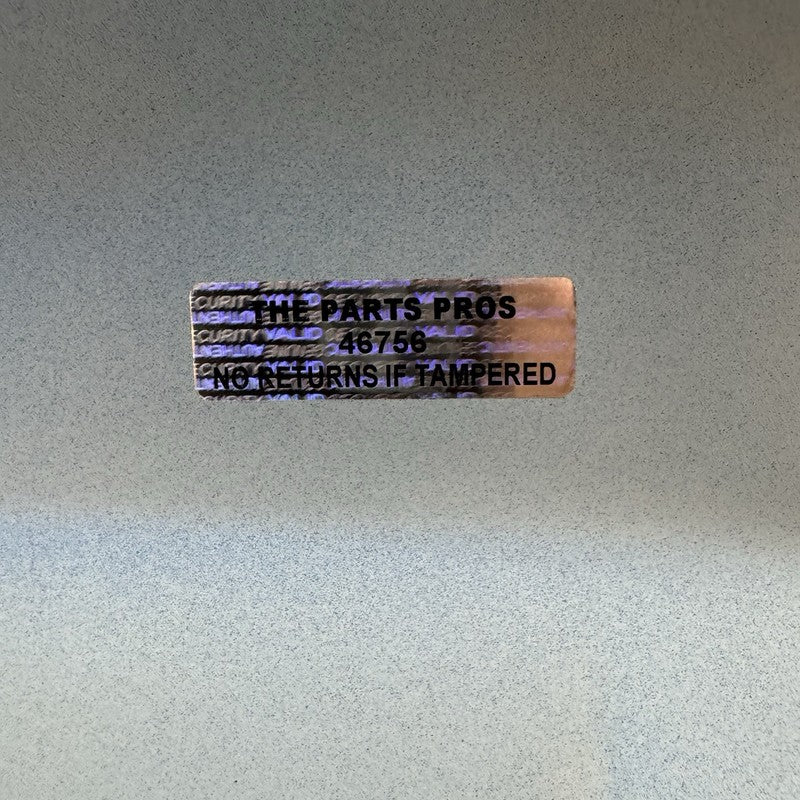 THE PARTS PROS
46756
NO RETURNS IF TAMPERED